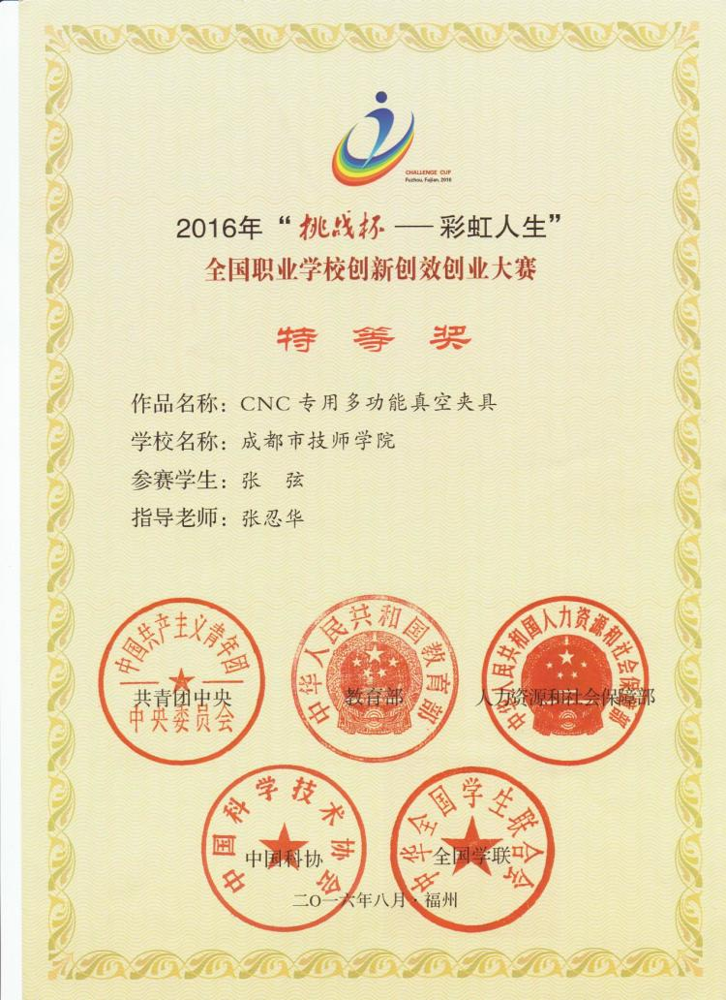 CHALLENGE CUP
Fuzhou, Fujian, 2016
2016年“挑战杯——彩虹人生”
全国职业学校创新创效创业大赛
特等奖
作品名称：CNC专用多功能真空夹具
学校名称：成都市技师学院
参赛学生：张 弦
指导老师：张忍华
中国共产主义青年团
共青团中央
中央委员会
中华人民共和国教育部
教育部
中华人民共和国人力资源和社会保障部
人力资源和社会保障部
中国科学技术协会
中国科协
中华全国学生联合会
全国学联
二〇一六年八月·福州